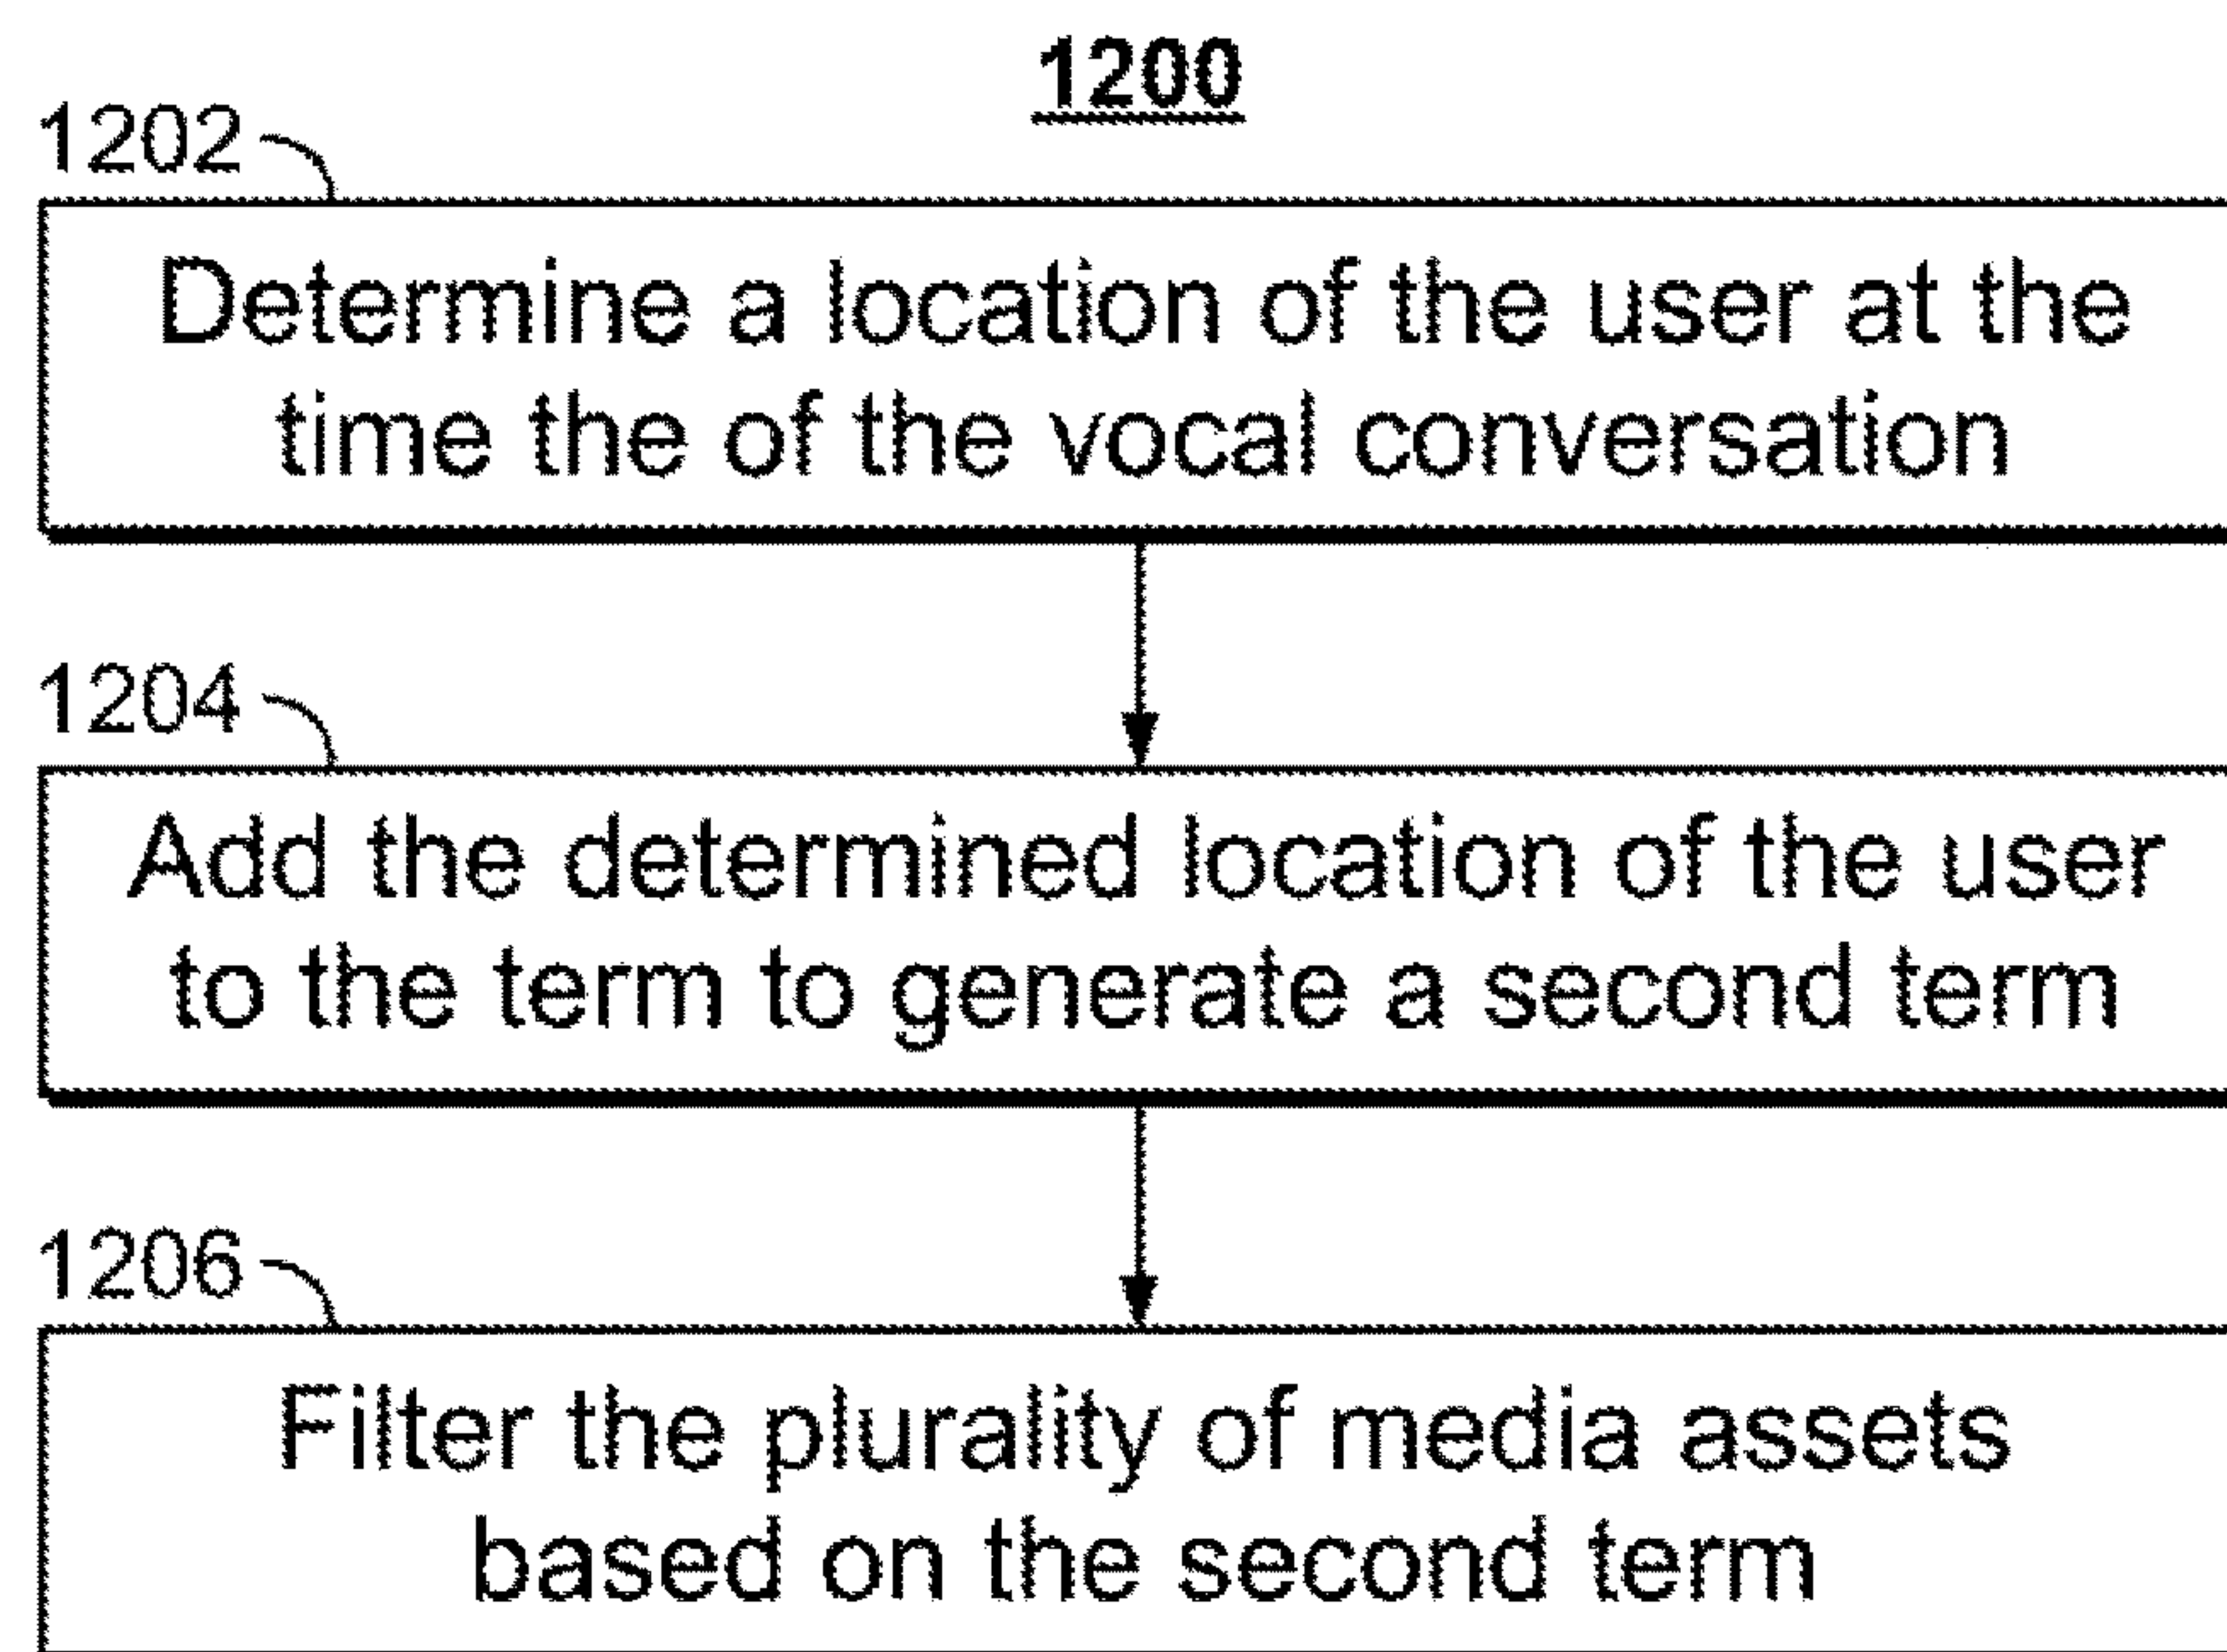 1200
1202
Determine a location of the user at the
time the of the vocal conversation
1204
Add the determined location of the user
to the term to generate a second term
1206
Filter the plurality of media assets
based on the second term